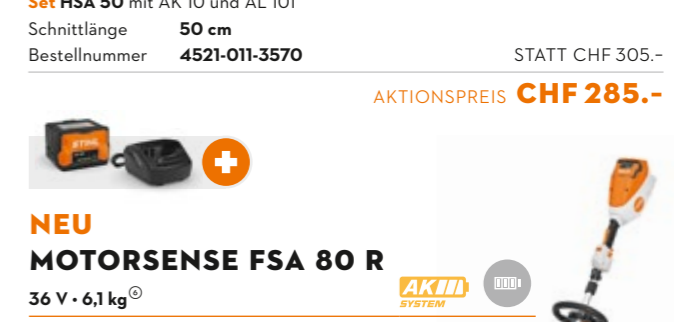 Set HSA 50 mit AK 10 und AL 101
Schnittlänge 50 cm
Bestellnummer 4521-011-3570 STATT CHF 305.–
AKTIONSPREIS CHF 285.–
STIHL
NEU
MOTORSENSE FSA 80 R
36 V • 6,1 kg⑥
AK
SYSTEM